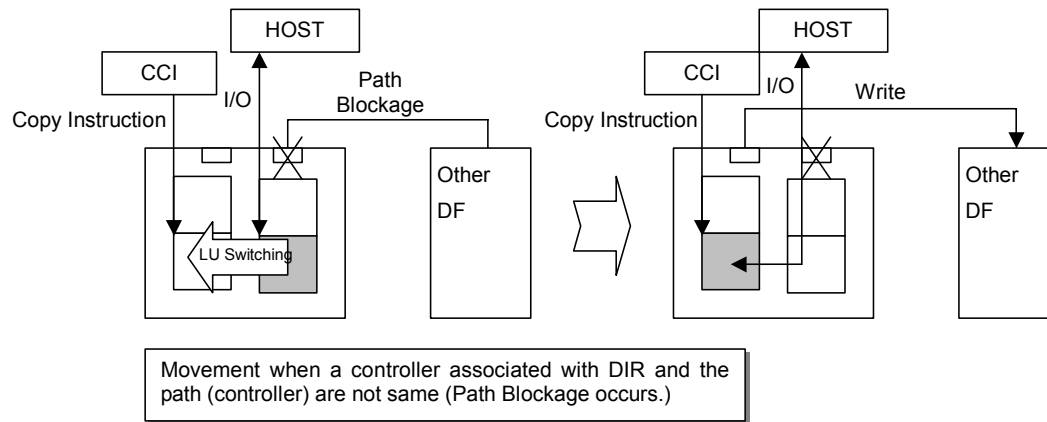 HOST
CCI
I/O
Path
Blockage
Copy Instruction
Other
DF
LU Switching
HOST
CCI
I/O
Write
Copy Instruction
Other
DF
Movement when a controller associated with DIR and the
path (controller) are not same (Path Blockage occurs.)